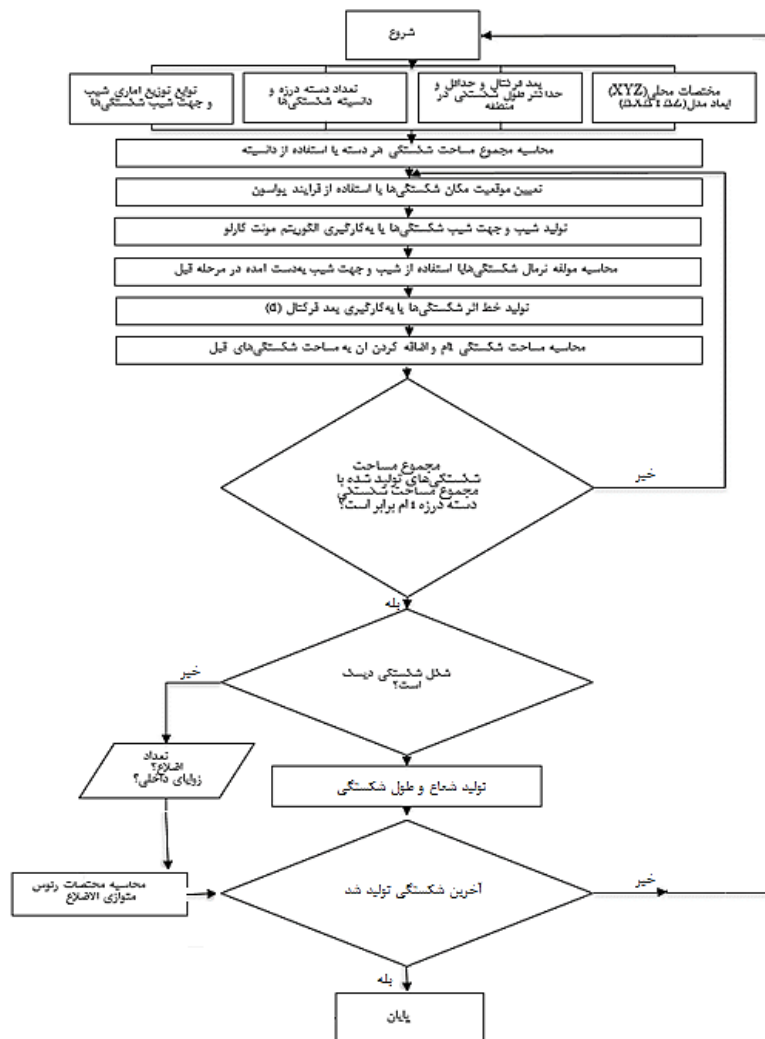 شروع
مختصات محلی(XYZ)
ابعاد مدل(ΔXΔYΔZ)
بعد فرکتال و حداقل و
حداکثر طول شکستگی در
منطقه
تعداد دسته درزه و
دانسیته شکستگی‌ها
توابع توزیع اماری شیب
و جهت شیب شکستگی‌ها
محاسبه مجموع مساحت شکستگی هر دسته با استفاده از دانسیته
تعیین موقعیت مکان شکستگی‌ها با استفاده از فرایند پواسون
تولید شیب و جهت شیب شکستگی‌ها با به‌کارگیری الگوریتم مونت کارلو
محاسبه مولفه نرمال شکستگی‌هابا استفاده از شیب و جهت شیب به‌دست امده در مرحله قبل
تولید خط اثر شکستگی‌ها با به‌کارگیری بعد فرکتال (d)
محاسبه مساحت شکستگی iام و اضافه کردن ان به مساحت شکستگی‌های قبل
مجموع مساحت
شکستگی‌های تولید شده با
مجموع مساحت شکستگی
دسته درزه i ام برابر است؟
خیر
بله
شکل شکستگی دیسک
است؟
خیر
تعداد
اضلاع؟
زوایای داخلی؟
تولید شعاع و طول شکستگی
محاسبه مختصات رئوس
متوازی الاضلاع
آخرین شکستگی تولید شد
خیر
بله
پایان